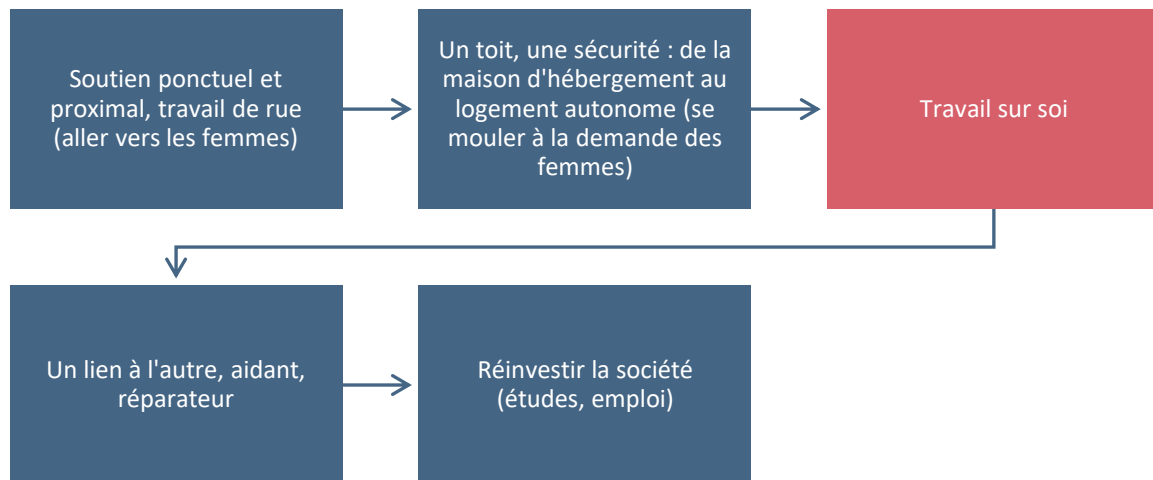 Soutien ponctuel et
proximal, travail de rue
(aller vers les femmes)
Un toit, une sécurité : de la
maison d'hébergement au
logement autonome (se
mouler à la demande des
femmes)
Travail sur soi
Un lien à l'autre, aidant,
réparateur
Réinvestir la société
(études, emploi)